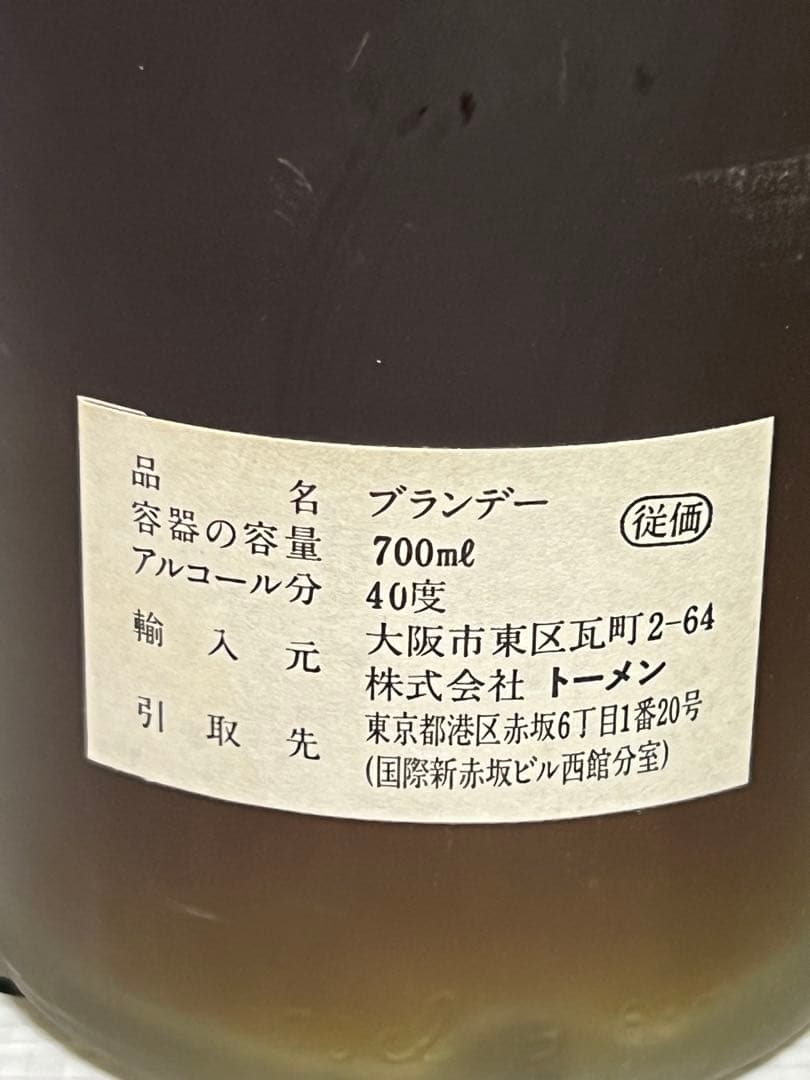 品名 ブランデー
従価
容器の容量 700mℓ
アルコール分 40度
輸入元 大阪市東区瓦町2-64
株式会社 トーメン
引取先 東京都港区赤坂6丁目1番20号
(国際新赤坂ビル西館分室)